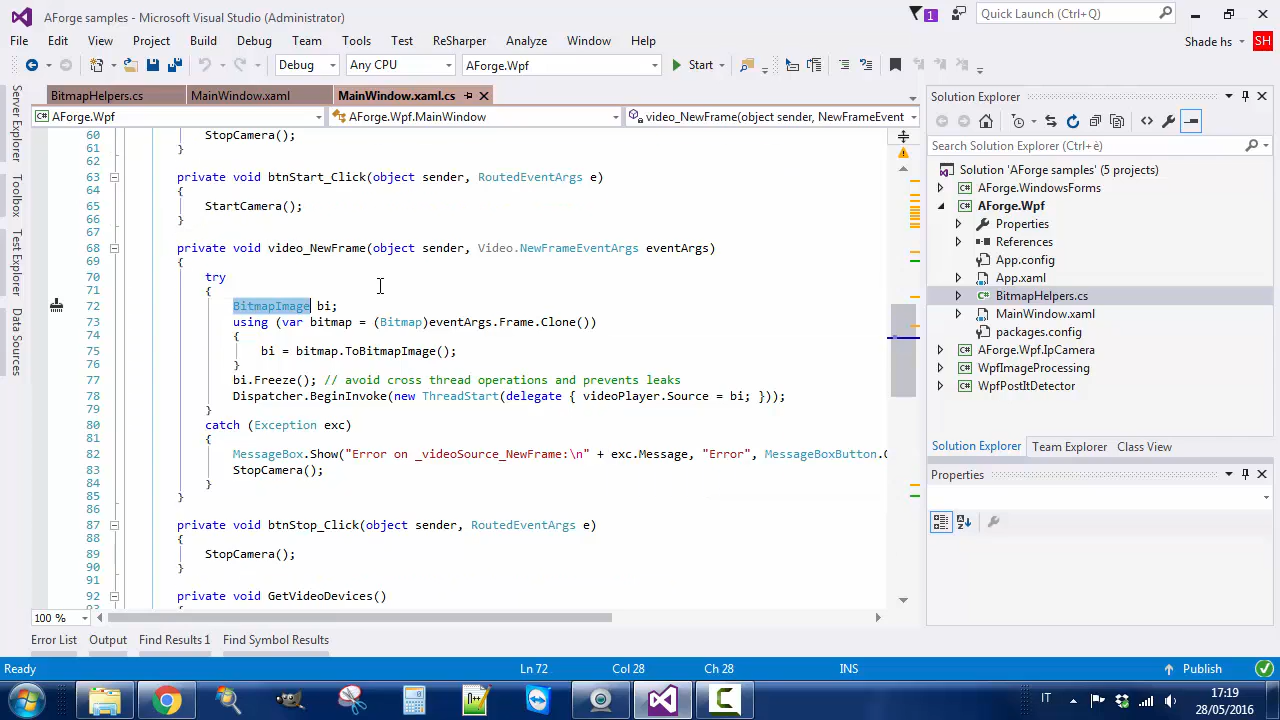 AForge samples - Microsoft Visual Studio (Administrator)
1
Quick Launch (Ctrl+Q)
File Edit View Project Build Debug Team Tools Test ReSharper Analyze Window Help
Shade hs SH
Debug Any CPU AForge.Wpf Start
BitmapHelpers.cs MainWindow.xaml MainWindow.xaml.cs
AForge.Wpf AForge.Wpf.MainWindow video_NewFrame(object sender, NewFrameEvent
60 StopCamera();
61 }
62
63 private void btnStart_Click(object sender, RoutedEventArgs e)
64 {
65 StartCamera();
66 }
67
68 private void video_NewFrame(object sender, Video.NewFrameEventArgs eventArgs)
69 {
70 try
71 {
72 BitmapImage bi;
73 using (var bitmap = (Bitmap)eventArgs.Frame.Clone())
74 {
75 bi = bitmap.ToBitmapImage();
76 }
77 bi.Freeze(); // avoid cross thread operations and prevents leaks
78 Dispatcher.BeginInvoke(new ThreadStart(delegate { videoPlayer.Source = bi; }));
79 }
80 catch (Exception exc)
81 {
82 MessageBox.Show("Error on _videoSource_NewFrame:\n" + exc.Message, "Error", MessageBoxButton.
83 StopCamera();
84 }
85 }
86
87 private void btnStop_Click(object sender, RoutedEventArgs e)
88 {
89 StopCamera();
90 }
91
92 private void GetVideoDevices()
93 {
100 %
Server Explorer
Toolbox
Test Explorer
Data Sources
Solution Explorer
Search Solution Explorer (Ctrl+è)
Solution 'AForge samples' (5 projects)
C# AForge.WindowsForms
C# AForge.Wpf
Properties
References
App.config
App.xaml
C# BitmapHelpers.cs
MainWindow.xaml
packages.config
C# AForge.Wpf.IpCamera
C# WpfImageProcessing
C# WpfPostItDetector
Solution Explorer Team Explorer Class View
Properties
Error List Output Find Results 1 Find Symbol Results
Ready Ln 72 Col 28 Ch 28 INS Publish
IT 17:19
28/05/2016